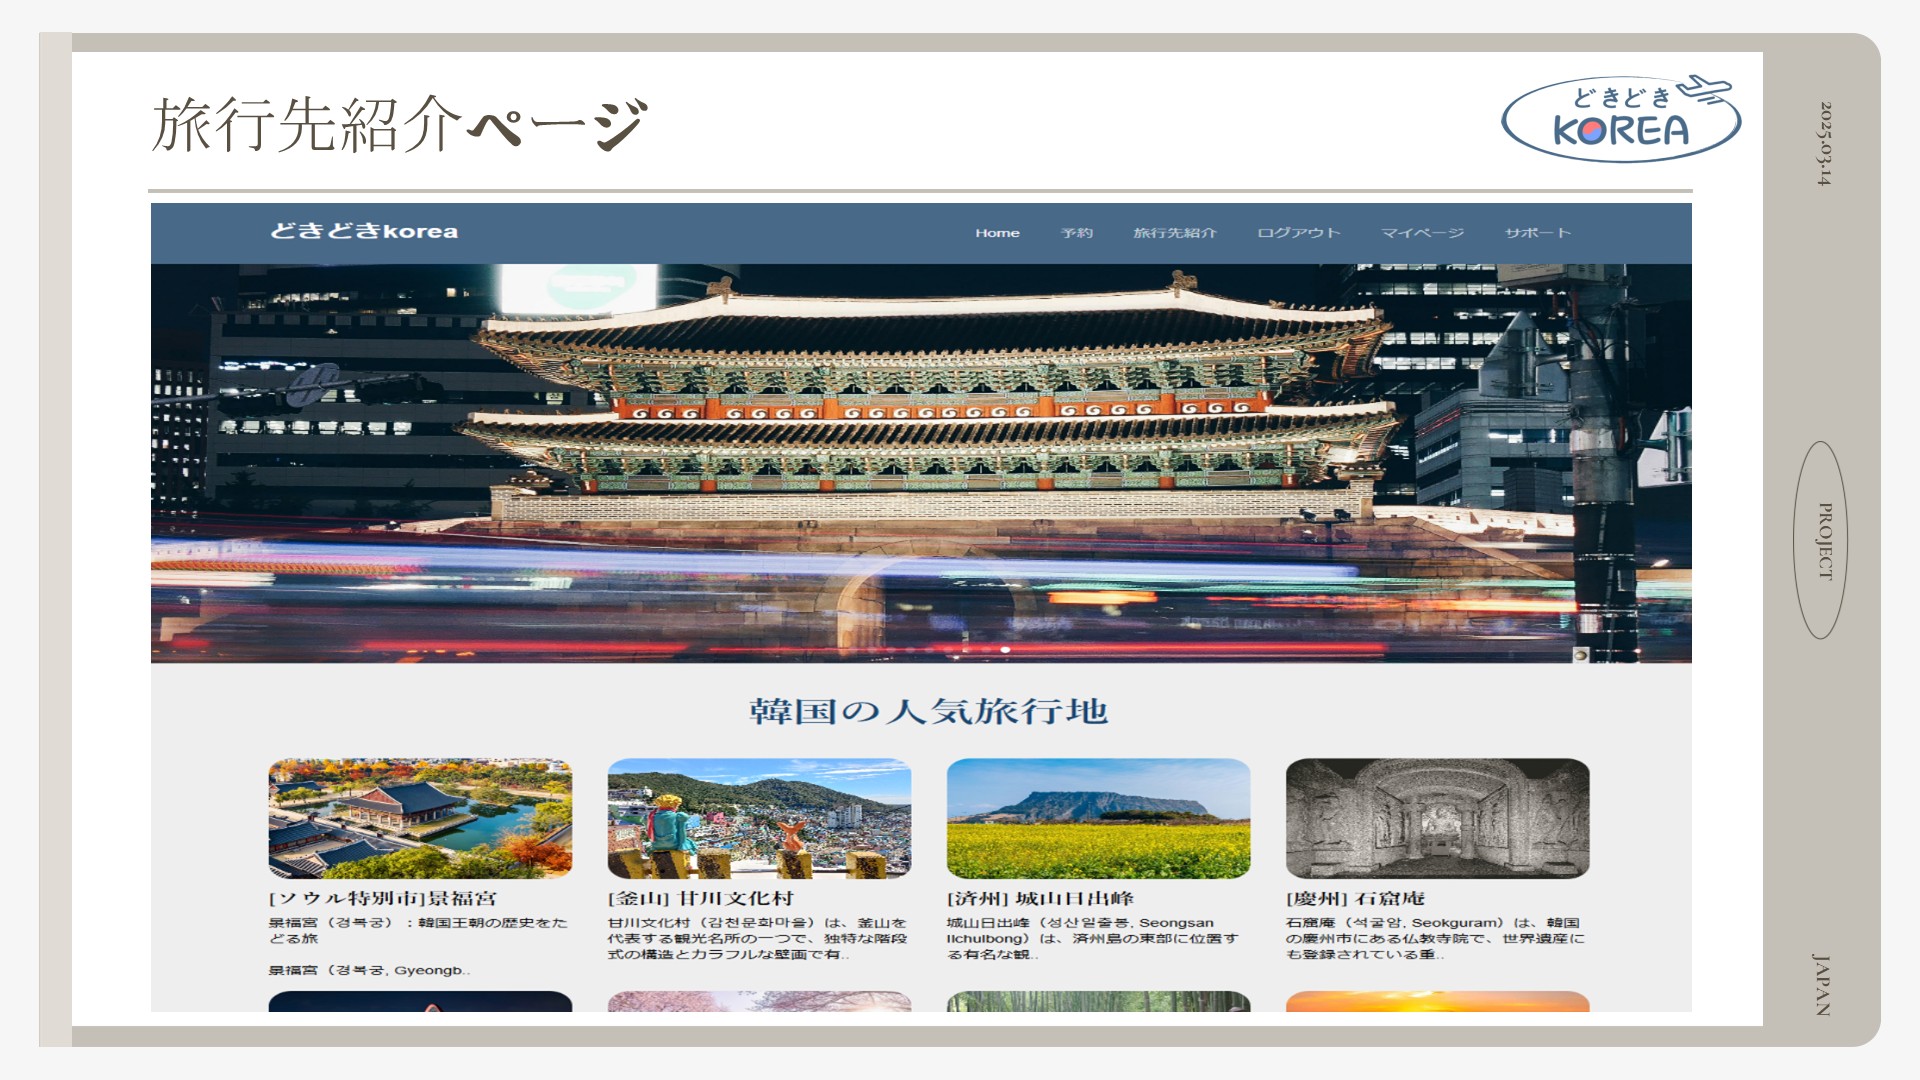 旅行先紹介ページ
どきどき
KOREA
2025.03.14
PROJECT
JAPAN
どきどきkorea
Home 予約 旅行先紹介 ログアウト マイページ サポート
韓国の人気旅行地
[ソウル特別市]景福宮
景福宮（경복궁）：韓国王朝の歴史をた
どる旅
景福宮（경복궁, Gyeongb..
[釜山] 甘川文化村
甘川文化村（감천문화마을）は、釜山を
代表する観光名所の一つで、独特な階段
式の構造とカラフルな壁画で有..
[済州] 城山日出峰
城山日出峰（성산일출봉, Seongsan
Ilchulbong）は、済州島の東部に位置す
る有名な観..
[慶州] 石窟庵
石窟庵（석굴암, Seokguram）は、韓国
の慶州市にある仏教寺院で、世界遺産に
も登録されている重..